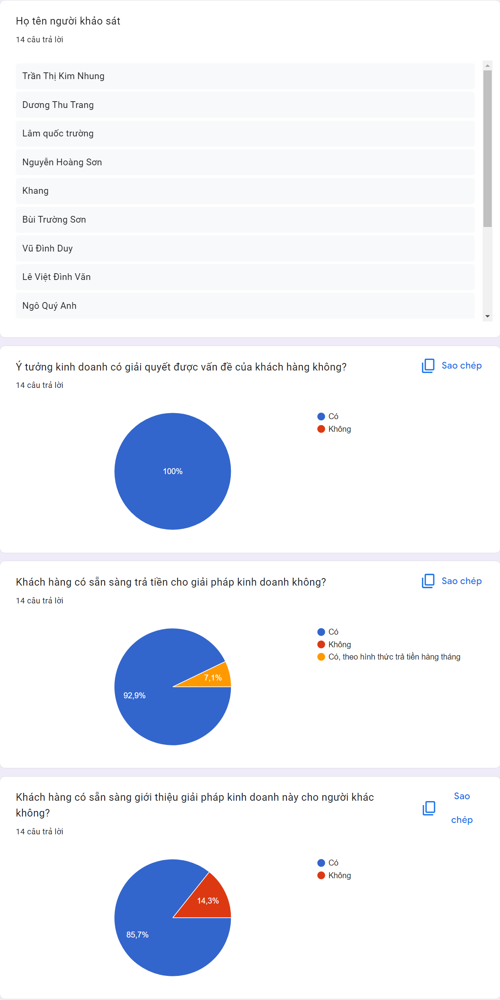 Họ tên người khảo sát
14 câu trả lời
Trần Thị Kim Nhung
Dương Thu Trang
Lâm quốc trường
Nguyễn Hoàng Sơn
Khang
Bùi Trường Sơn
Vũ Đình Duy
Lê Việt Đình Văn
Ngô Quý Anh
Ý tưởng kinh doanh có giải quyết được vấn đề của khách hàng không?
Sao chép
14 câu trả lời
Có
Không
100%
Khách hàng có sẵn sàng trả tiền cho giải pháp kinh doanh không?
Sao chép
14 câu trả lời
Có
Không
Có, theo hình thức trả tiền hàng tháng
7,1%
92,9%
Khách hàng có sẵn sàng giới thiệu giải pháp kinh doanh này cho người khác
không?
Sao
chép
14 câu trả lời
Có
Không
14,3%
85,7%